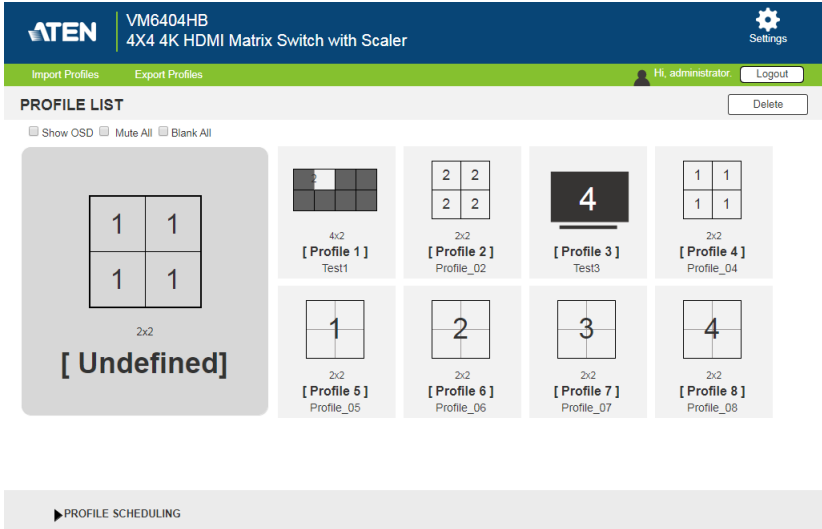 ATEN
VM6404HB
4X4 4K HDMI Matrix Switch with Scaler
Settings
Import Profiles Export Profiles Hi, administrator. Logout
PROFILE LIST Delete
Show OSD Mute All Blank All
1 1
1 1
2x2
[ Undefined]
2
4x2
[ Profile 1 ]
Test1
2 2
2 2
2x2
[ Profile 2 ]
Profile_02
4
[ Profile 3 ]
Test3
1 1
1 1
2x2
[ Profile 4 ]
Profile_04
1
2x2
[ Profile 5 ]
Profile_05
2
2x2
[ Profile 6 ]
Profile_06
3
2x2
[ Profile 7 ]
Profile_07
4
2x2
[ Profile 8 ]
Profile_08
PROFILE SCHEDULING